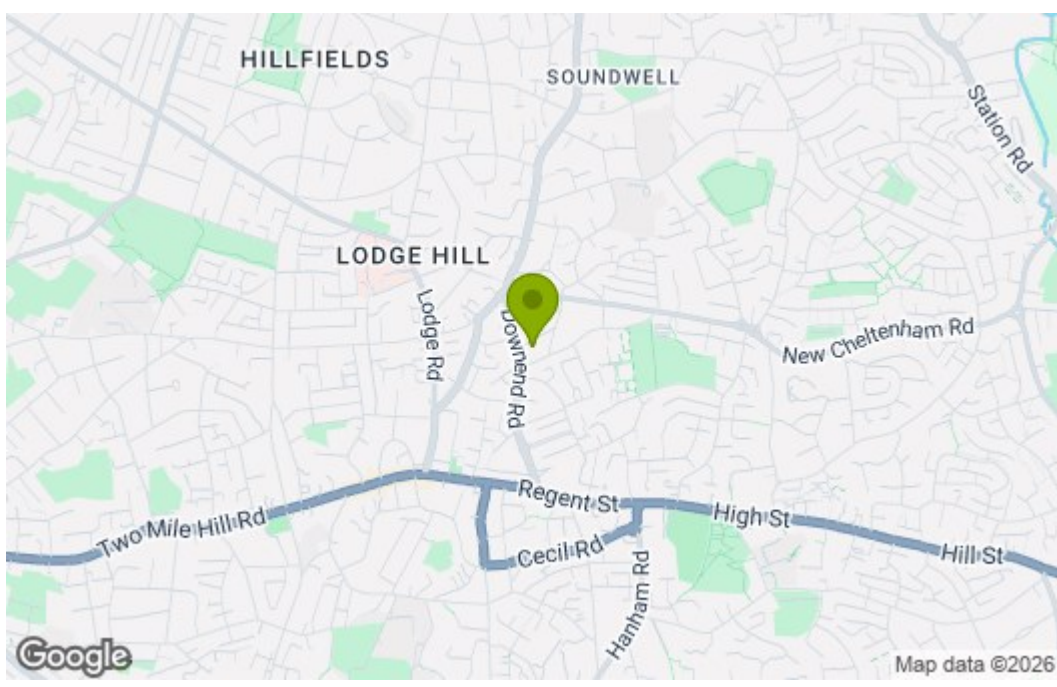 HILLFIELDS
SOUNDWELL
Station Rd
LODGE HILL
Lodge Rd
Downend Rd
New Cheltenham Rd
Two Mile Hill Rd
Regent St
High St
Cecil Rd
Hill St
Hanham Rd
Google
Map data ©2026